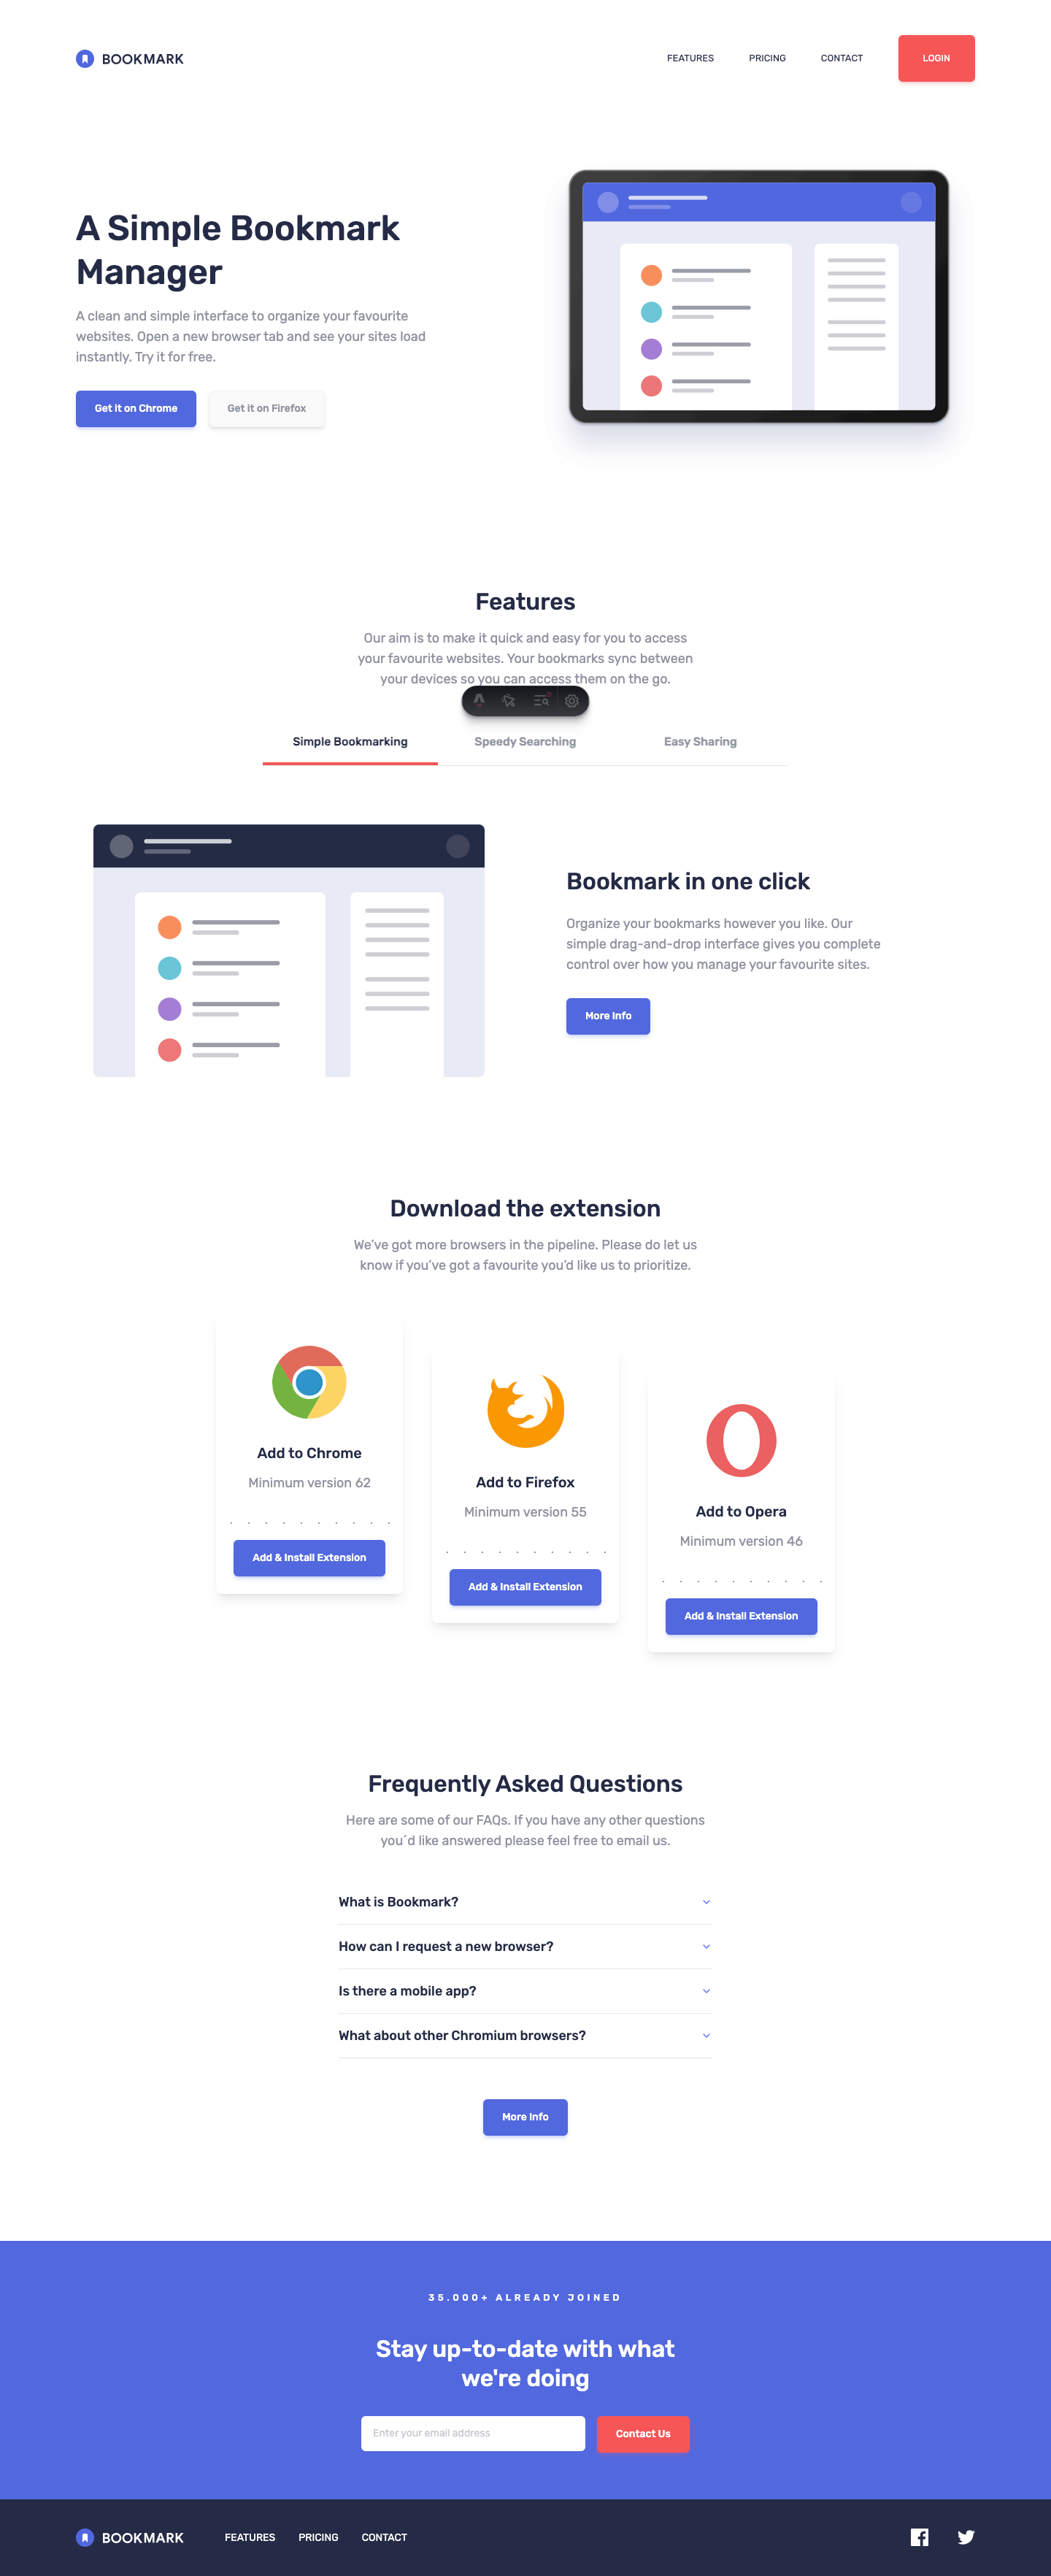 BOOKMARK
FEATURES
PRICING
CONTACT
LOGIN
A Simple Bookmark
Manager
A clean and simple interface to organize your favourite
websites. Open a new browser tab and see your sites load
instantly. Try it for free.
Get it on Chrome
Get it on Firefox
Features
Our aim is to make it quick and easy for you to access
your favourite websites. Your bookmarks sync between
your devices so you can access them on the go.
Simple Bookmarking
Speedy Searching
Easy Sharing
Bookmark in one click
Organize your bookmarks however you like. Our
simple drag-and-drop interface gives you complete
control over how you manage your favourite sites.
More Info
Download the extension
We’ve got more browsers in the pipeline. Please do let us
know if you’ve got a favourite you’d like us to prioritize.
Add to Chrome
Minimum version 62
Add & Install Extension
Add to Firefox
Minimum version 55
Add & Install Extension
Add to Opera
Minimum version 46
Add & Install Extension
Frequently Asked Questions
Here are some of our FAQs. If you have any other questions
you´d like answered please feel free to email us.
What is Bookmark?
How can I request a new browser?
Is there a mobile app?
What about other Chromium browsers?
More Info
35.000+ ALREADY JOINED
Stay up-to-date with what
we're doing
Enter your email address
Contact Us
BOOKMARK
FEATURES
PRICING
CONTACT